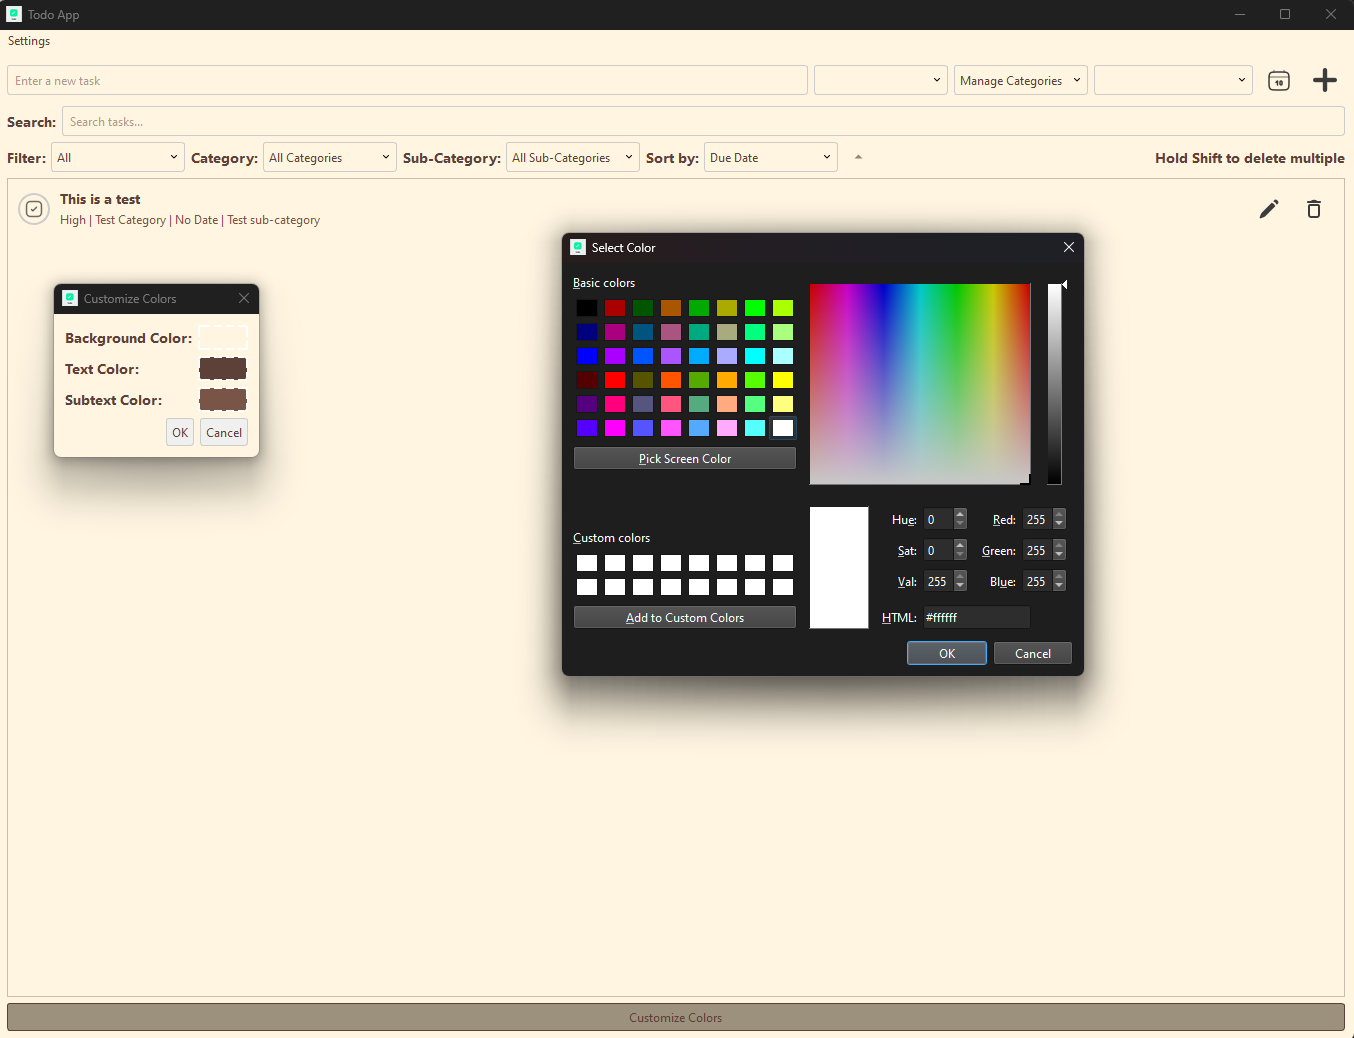 Todo App
Settings
Enter a new task
Manage Categories
10
Search: Search tasks...
Filter: All Category: All Categories Sub-Category: All Sub-Categories Sort by: Due Date Hold Shift to delete multiple
This is a test
High | Test Category | No Date | Test sub-category
Customize Colors
Background Color:
Text Color:
Subtext Color:
OK Cancel
Select Color
Basic colors
Pick Screen Color
Custom colors
Add to Custom Colors
Hue: 0 Red: 255
Sat: 0 Green: 255
Val: 255 Blue: 255
HTML: #ffffff
OK Cancel
Customize Colors